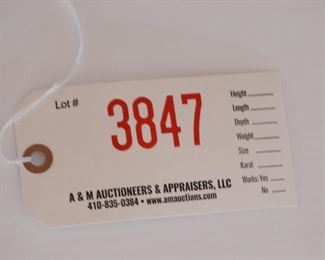 Lot #
3847
Height
Length
Depth
Weight
Size
Karat
Works: Yes
No
A & M AUCTIONEERS & APPRAISERS, LLC
410-835-0384 • www.amauctions.com